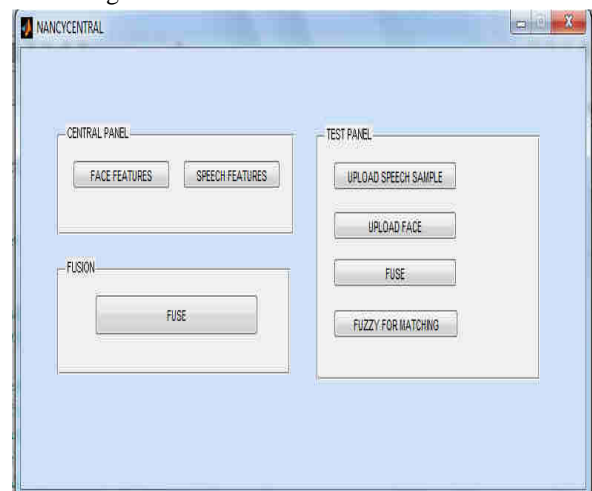 NANCYCENTRAL
CENTRAL PANEL
FACE FEATURES
SPEECH FEATURES
FUSION
FUSE
TEST PANEL
UPLOAD SPEECH SAMPLE
UPLOAD FACE
FUSE
FUZZY FOR MATCHING